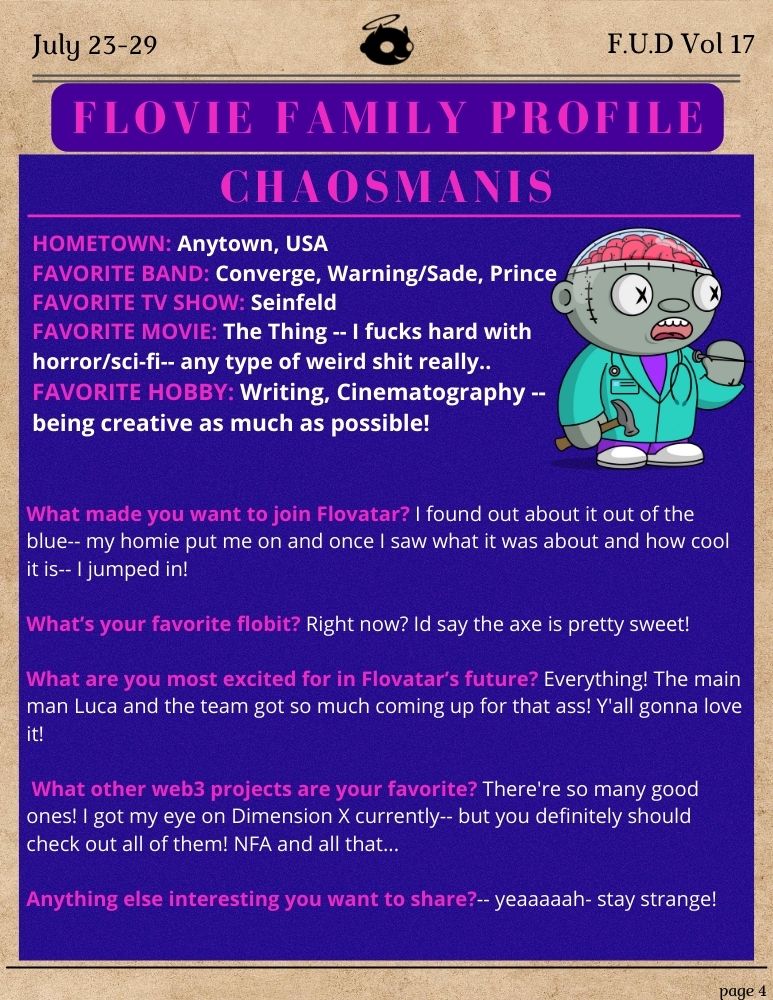 July 23-29
F.U.D Vol 17
FLOVIE FAMILY PROFILE
CHAOSMANIS
HOMETOWN: Anytown, USA
FAVORITE BAND: Converge, Warning/Sade, Prince
FAVORITE TV SHOW: Seinfeld
FAVORITE MOVIE: The Thing -- I fucks hard with
horror/sci-fi-- any type of weird shit really..
FAVORITE HOBBY: Writing, Cinematography --
being creative as much as possible!
What made you want to join Flovatar? I found out about it out of the
blue-- my homie put me on and once I saw what it was about and how cool
it is-- I jumped in!
What's your favorite flobit? Right now? Id say the axe is pretty sweet!
What are you most excited for in Flovatar's future? Everything! The main
man Luca and the team got so much coming up for that ass! Y'all gonna love
it!
What other web3 projects are your favorite? There're so many good
ones! I got my eye on Dimension X currently-- but you definitely should
check out all of them! NFA and all that...
Anything else interesting you want to share?-- yeaaaaah- stay strange!
page 4